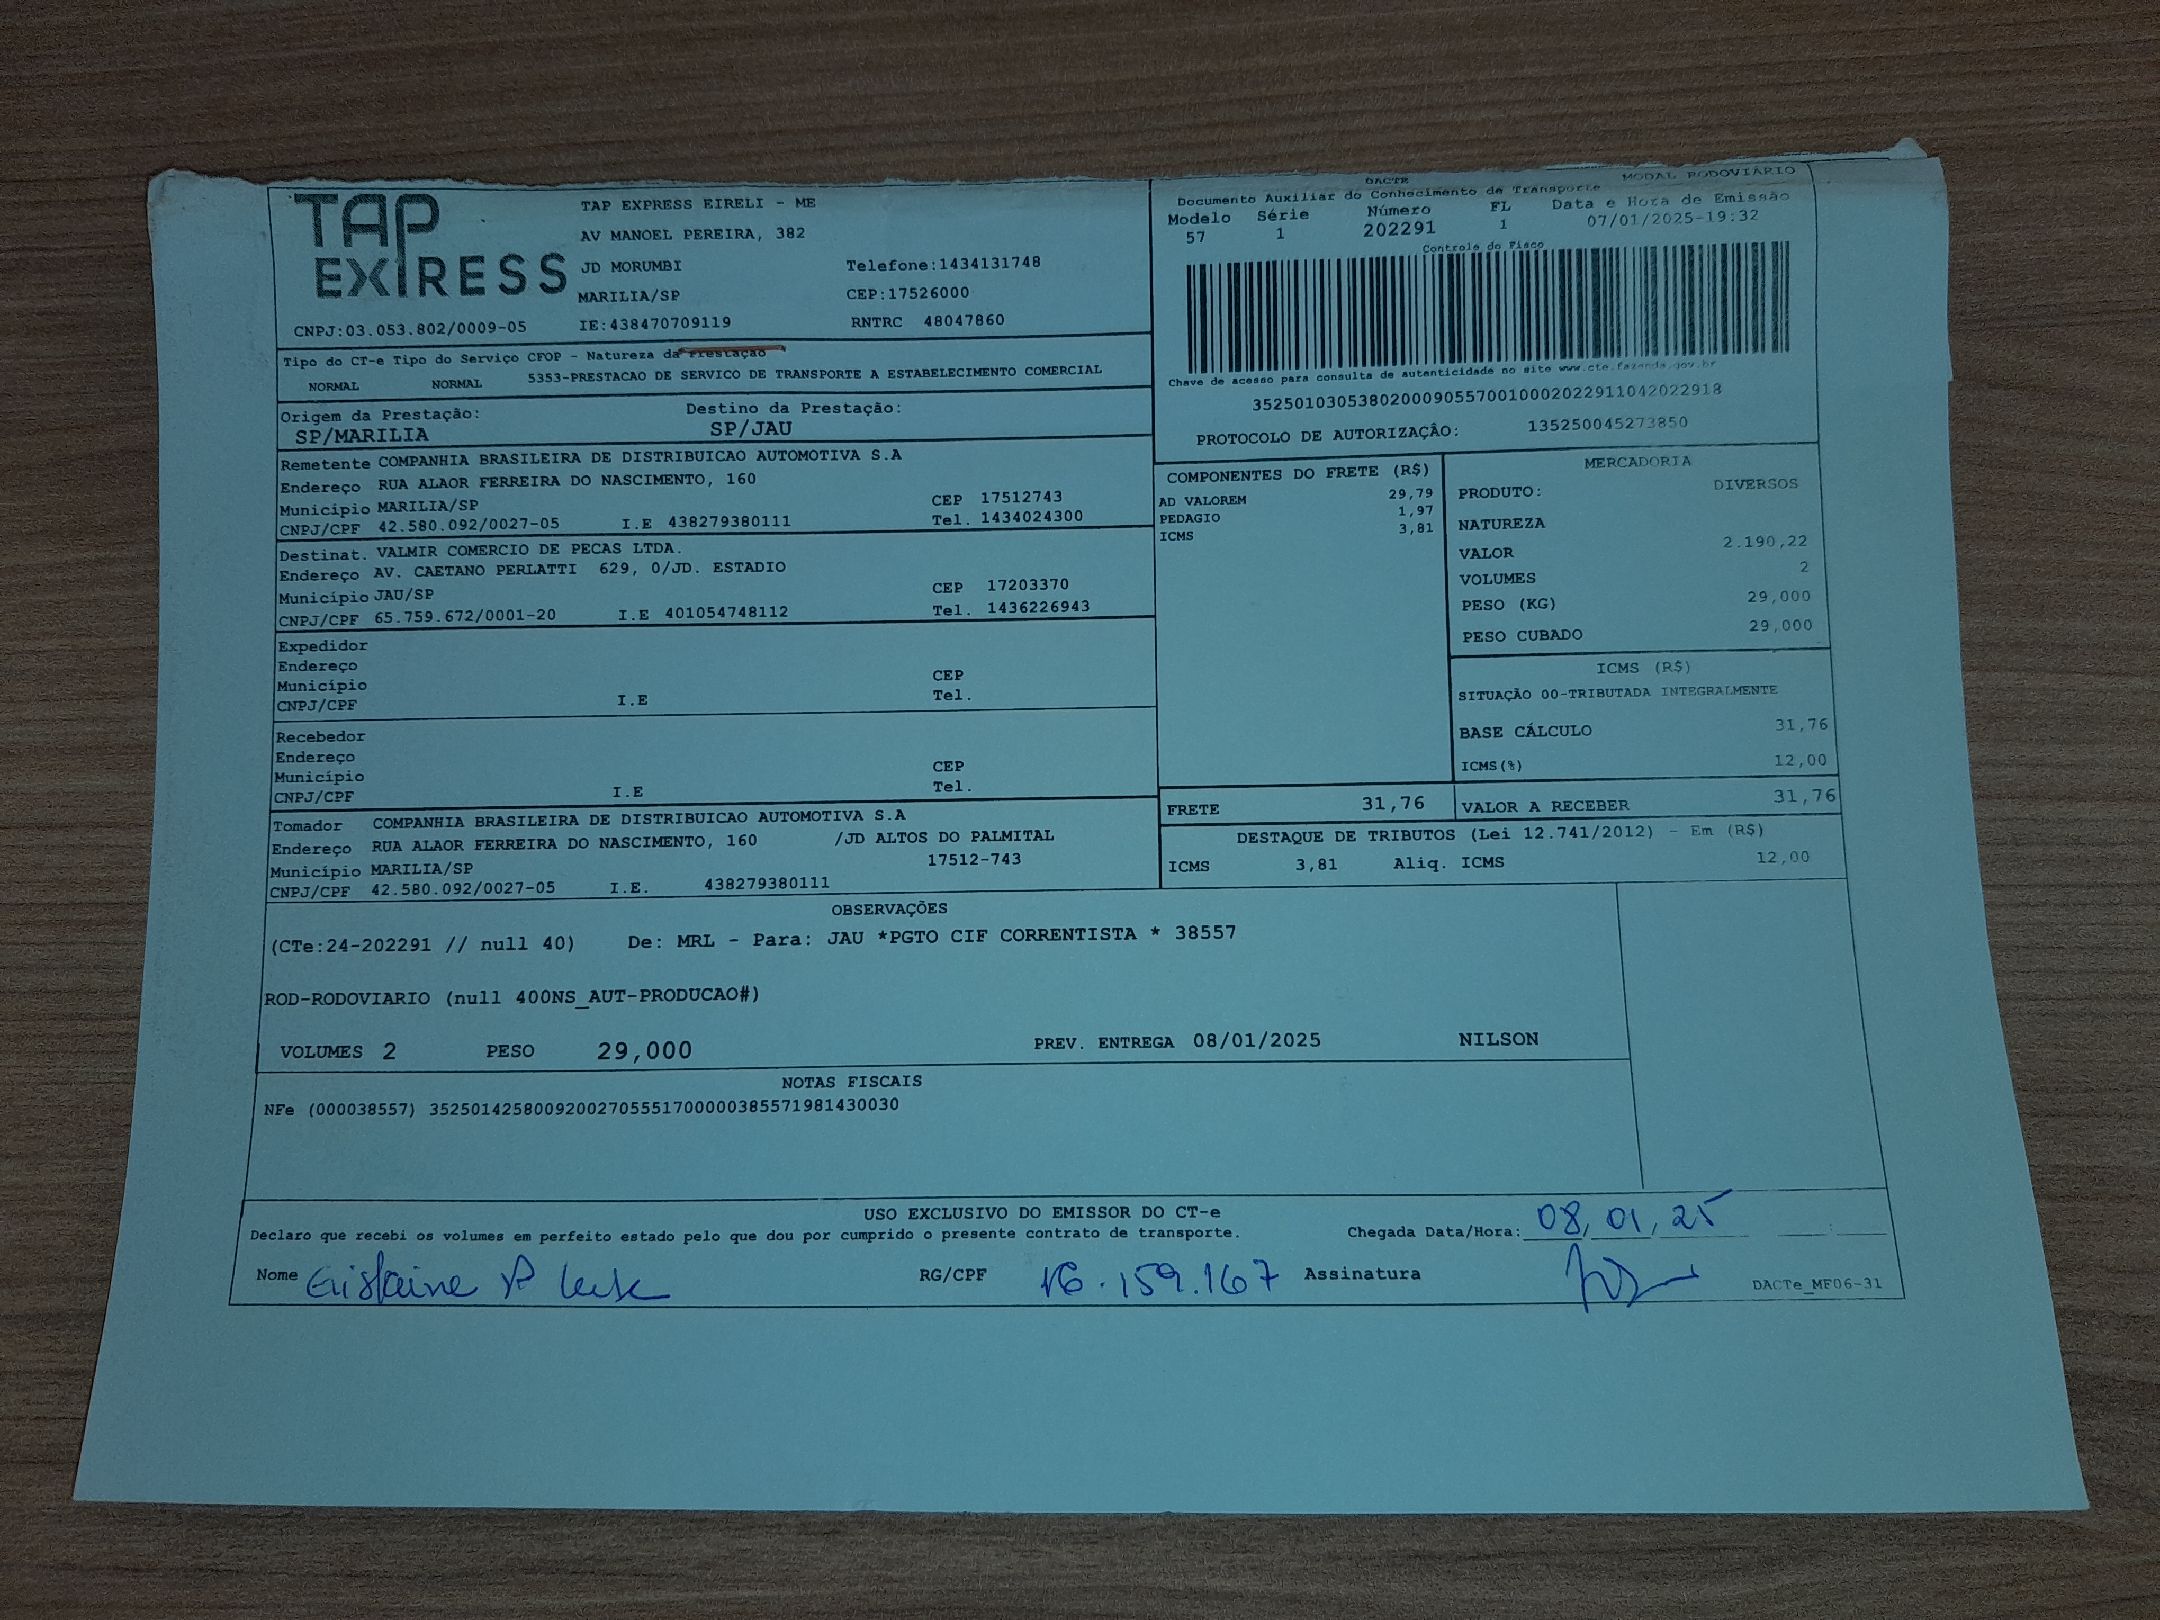 TAP EXPRESS
TAP EXPRESS EIRELI - ME
AV MANOEL PEREIRA, 382
JD MORUMBI Telefone:1434131748
MARILIA/SP CEP:17526000
CNPJ:03.053.802/0009-05 IE:438470709119 RNTRC 48047860
DACTE MODAL RODOVIÁRIO
Documento Auxiliar do Conhecimento de Transporte
Modelo Série Número FL Data e Hora de Emissão
57 1 202291 1 07/01/2025-19:32
Controle do Fisco
Chave de acesso para consulta de autenticidade no site www.cte.fazenda.gov.br
35250103053802000905570010002022911042022918
PROTOCOLO DE AUTORIZAÇÂO: 135250045273850
Tipo do CT-e Tipo do Serviço CFOP - Natureza da Prestação
NORMAL NORMAL 5353-PRESTACAO DE SERVICO DE TRANSPORTE A ESTABELECIMENTO COMERCIAL
Origem da Prestação: Destino da Prestação:
SP/MARILIA SP/JAU
Remetente COMPANHIA BRASILEIRA DE DISTRIBUICAO AUTOMOTIVA S.A
Endereço RUA ALAOR FERREIRA DO NASCIMENTO, 160
Município MARILIA/SP CEP 17512743
CNPJ/CPF 42.580.092/0027-05 I.E 438279380111 Tel. 1434024300
Destinat. VALMIR COMERCIO DE PECAS LTDA.
Endereço AV. CAETANO PERLATTI 629, 0/JD. ESTADIO
Município JAU/SP CEP 17203370
CNPJ/CPF 65.759.672/0001-20 I.E 401054748112 Tel. 1436226943
Expedidor
Endereço
Município CEP
CNPJ/CPF I.E Tel.
Recebedor
Endereço
Município CEP
CNPJ/CPF I.E Tel.
Tomador COMPANHIA BRASILEIRA DE DISTRIBUICAO AUTOMOTIVA S.A
Endereço RUA ALAOR FERREIRA DO NASCIMENTO, 160 /JD ALTOS DO PALMITAL
Município MARILIA/SP 17512-743
CNPJ/CPF 42.580.092/0027-05 I.E. 438279380111
COMPONENTES DO FRETE (R$)
AD VALOREM 29,79
PEDAGIO 1,97
ICMS 3,81
MERCADORIA
PRODUTO: DIVERSOS
NATUREZA
VALOR 2.190,22
VOLUMES 2
PESO (KG) 29,000
PESO CUBADO 29,000
ICMS (R$)
SITUAÇÃO 00-TRIBUTADA INTEGRALMENTE
BASE CÁLCULO 31,76
ICMS(%) 12,00
FRETE 31,76 VALOR A RECEBER 31,76
DESTAQUE DE TRIBUTOS (Lei 12.741/2012) - Em (R$)
ICMS 3,81 Aliq. ICMS 12,00
OBSERVAÇÕES
(CTe:24-202291 // null 40) De: MRL - Para: JAU *PGTO CIF CORRENTISTA * 38557
ROD-RODOVIARIO (null 400NS_AUT-PRODUCAO#)
VOLUMES 2 PESO 29,000 PREV. ENTREGA 08/01/2025 NILSON
NOTAS FISCAIS
NFe (000038557) 35250142580092002705551700000385571981430030
USO EXCLUSIVO DO EMISSOR DO CT-e
Declaro que recebi os volumes em perfeito estado pelo que dou por cumprido o presente contrato de transporte. Chegada Data/Hora: 08/01/25
Nome RG/CPF 16.159.167 Assinatura DACTe_MF06-31